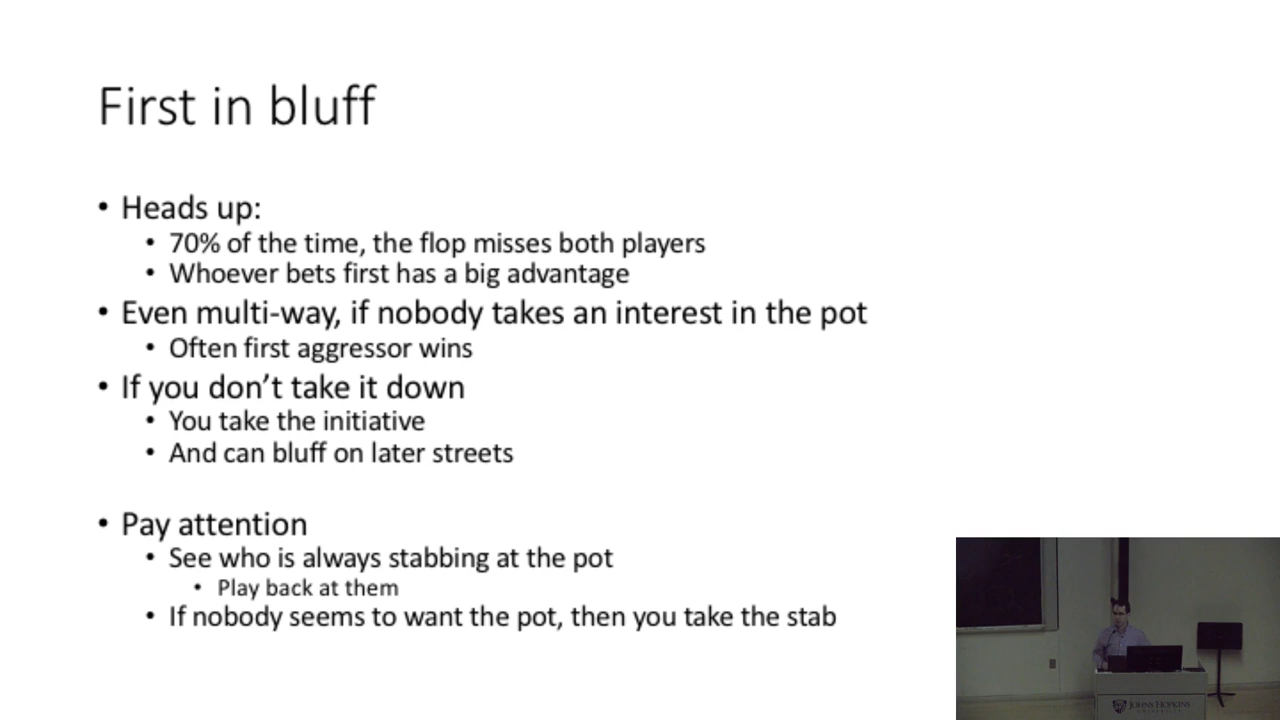 First in bluff
• Heads up:
• 70% of the time, the flop misses both players
• Whoever bets first has a big advantage
• Even multi-way, if nobody takes an interest in the pot
• Often first aggressor wins
• If you don’t take it down
• You take the initiative
• And can bluff on later streets
• Pay attention
• See who is always stabbing at the pot
• Play back at them
• If nobody seems to want the pot, then you take the stab
JOHNS HOPKINS
UNIVERSITY